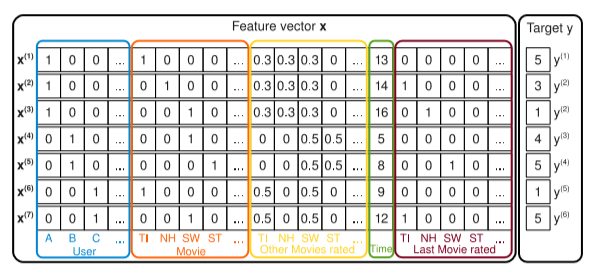 Feature vector x Target y
x(1) 1 0 0 ... 1 0 0 0 ... 0.3 0.3 0.3 0 ... 13 0 0 0 0 ... 5 y(1)
x(2) 1 0 0 ... 0 1 0 0 ... 0.3 0.3 0.3 0 ... 14 1 0 0 0 ... 3 y(2)
x(3) 1 0 0 ... 0 0 1 0 ... 0.3 0.3 0.3 0 ... 16 0 1 0 0 ... 1 y(2)
x(4) 0 1 0 ... 0 0 1 0 ... 0 0 0.5 0.5 ... 5 0 0 0 0 ... 4 y(3)
x(5) 0 1 0 ... 0 0 0 1 ... 0 0 0.5 0.5 ... 8 0 0 1 0 ... 5 y(4)
x(6) 0 0 1 ... 1 0 0 0 ... 0.5 0 0.5 0 ... 9 0 0 0 0 ... 1 y(5)
x(7) 0 0 1 ... 0 0 1 0 ... 0.5 0 0.5 0 ... 12 1 0 0 0 ... 5 y(6)
A B C ... TI NH SW ST ... TI NH SW ST ... TI NH SW ST ...
User Movie Other Movies rated Time Last Movie rated